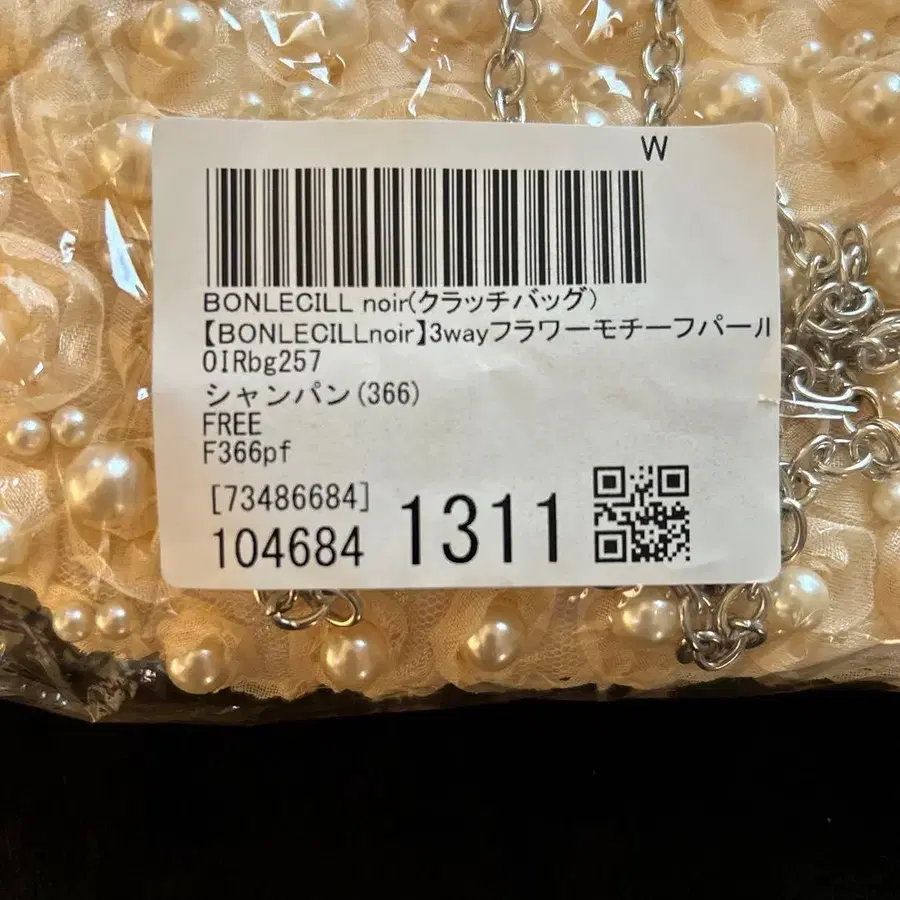 W
BONLECILL noir(クラッチバッグ)
【BONLECILLnoir】3wayフラワーモチーフパール
OIRbg257
シャンパン(366)
FREE
F366pf
[73486684]
104684 1311